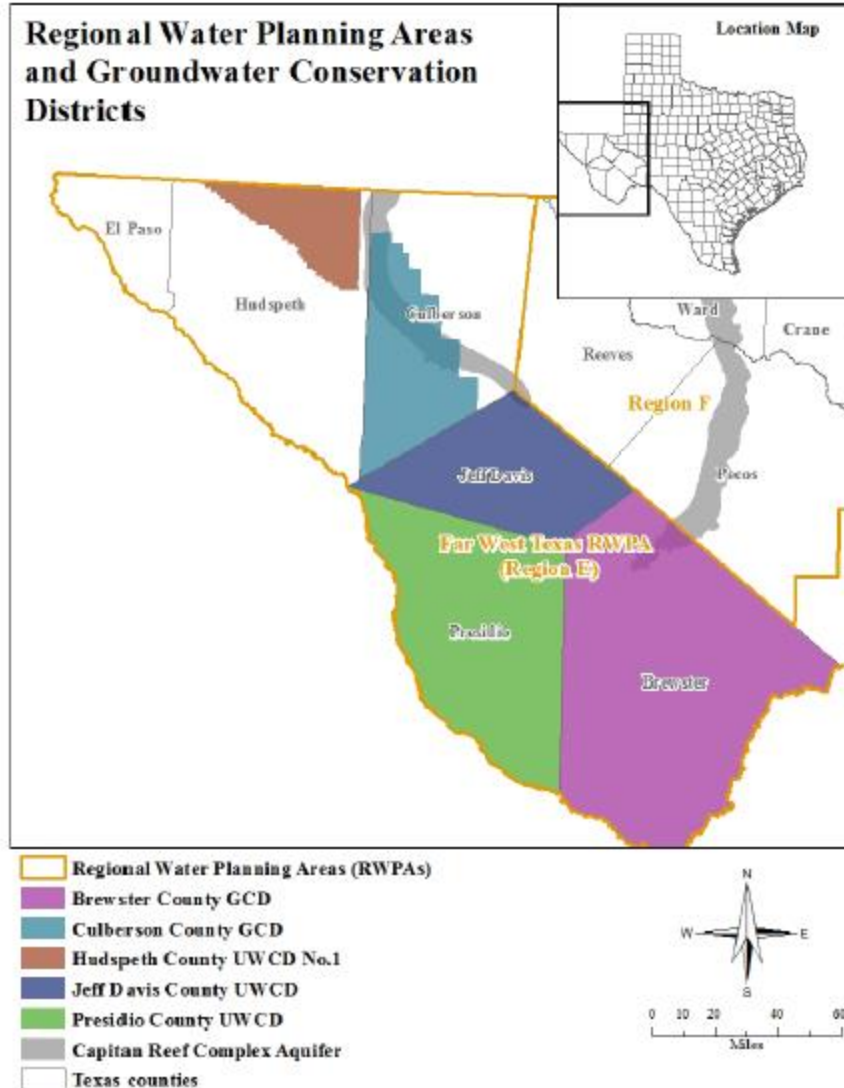 Regional Water Planning Areas
and Groundwater Conservation
Districts
Location Map
El Paso
Hudspeth
Culberson
Ward
Crane
Reeves
Region F
Pecos
Jeff Davis
Far West Texas RWPA
(Region E)
Presidio
Brewster
Regional Water Planning Areas (RWPAs)
Brewster County GCD
Culberson County GCD
Hudspeth County UWCD No.1
Jeff Davis County UWCD
Presidio County UWCD
Capitan Reef Complex Aquifer
Texas counties
N
W E
S
0 10 20 40 60
Miles